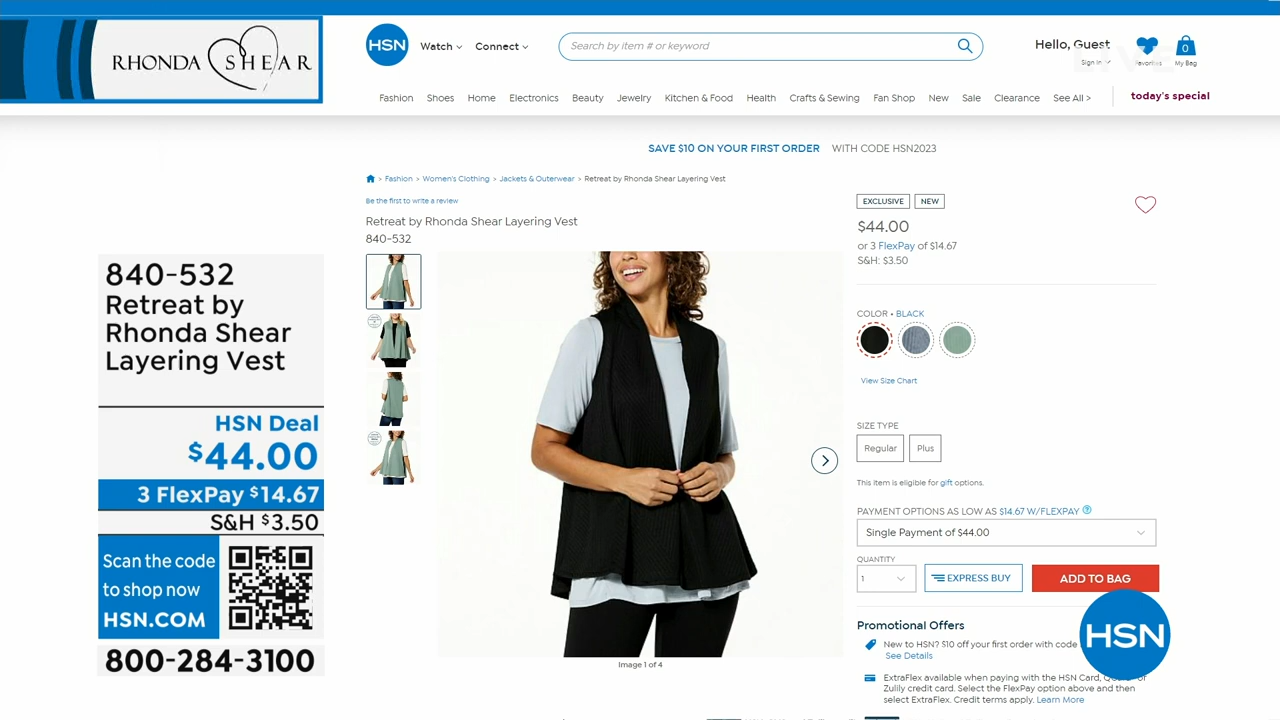 RHONDA SHEAR
HSN
Watch
Connect
Search by item # or keyword
Hello, Guest
Sign In
Favorites
0
My Bag
Fashion Shoes Home Electronics Beauty Jewelry Kitchen & Food Health Crafts & Sewing Fan Shop New Sale Clearance See All > today's special
SAVE $10 ON YOUR FIRST ORDER WITH CODE HSN2023
> Fashion > Women's Clothing > Jackets & Outerwear > Retreat by Rhonda Shear Layering Vest
Be the first to write a review
Retreat by Rhonda Shear Layering Vest
840-532
Image 1 of 4
EXCLUSIVE NEW
$44.00
or 3 FlexPay of $14.67
S&H: $3.50
COLOR • BLACK
View Size Chart
SIZE TYPE
Regular Plus
This item is eligible for gift options.
PAYMENT OPTIONS AS LOW AS $14.67 W/FLEXPAY ?
Single Payment of $44.00
QUANTITY
1
EXPRESS BUY
ADD TO BAG
Promotional Offers
New to HSN? $10 off your first order with code
See Details
ExtraFlex available when paying with the HSN Card, or
Zulily credit card. Select the FlexPay option above and then
select ExtraFlex. Credit terms apply. Learn More
HSN
840-532
Retreat by
Rhonda Shear
Layering Vest
HSN Deal
$44.00
3 FlexPay $14.67
S&H $3.50
Scan the code
to shop now
HSN.COM
800-284-3100